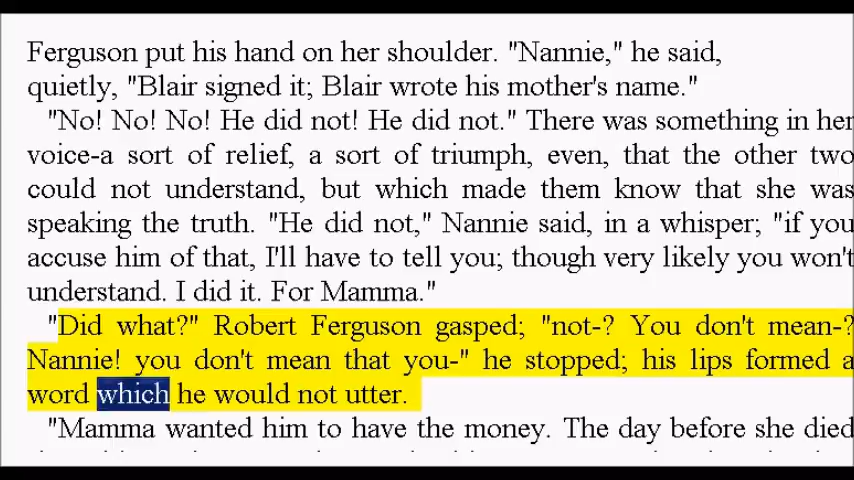 Ferguson put his hand on her shoulder. "Nannie," he said,
quietly, "Blair signed it; Blair wrote his mother's name."
"No! No! No! He did not! He did not." There was something in her
voice-a sort of relief, a sort of triumph, even, that the other two
could not understand, but which made them know that she was
speaking the truth. "He did not," Nannie said, in a whisper; "if you
accuse him of that, I'll have to tell you; though very likely you won't
understand. I did it. For Mamma."
"Did what?" Robert Ferguson gasped; "not-? You don't mean-?
Nannie! you don't mean that you-" he stopped; his lips formed a
word which he would not utter.
"Mamma wanted him to have the money. The day before she died